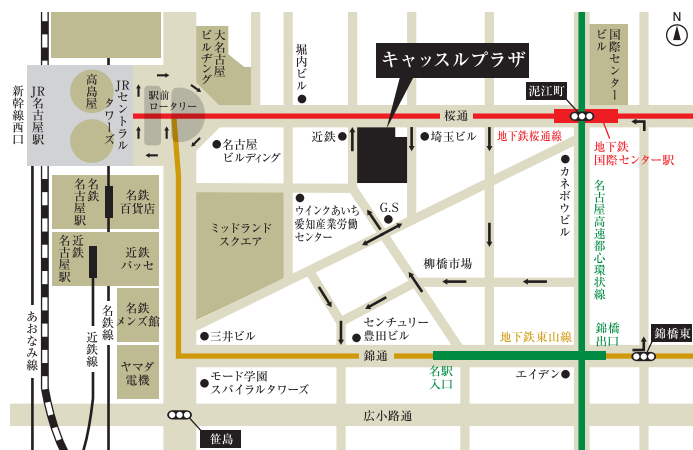 N
大名古屋
ビルヂング
堀内ビル
キャッスルプラザ
国際センター
ビル
泥江町
新幹線西口
JR名古屋駅
高島屋
JRセントラル
タワーズ
駅前
ロータリー
桜通
名古屋
ビルディング
近鉄
埼玉ビル
地下鉄桜通線
地下鉄
国際センター駅
カネボウビル
名古屋高速都心環状線
名鉄
名古屋駅
名鉄
百貨店
ミッドランド
スクエア
ウインクあいち
愛知産業労働
センター
G.S
近鉄
名古屋駅
近鉄
パッセ
柳橋市場
名鉄
メンズ館
名鉄線
近鉄線
あおなみ線
三井ビル
センチュリー
豊田ビル
地下鉄東山線
錦橋
出口
錦橋東
錦通
ヤマダ
電機
モード学園
スパイラルタワーズ
名駅
入口
エイデン
笹島
広小路通